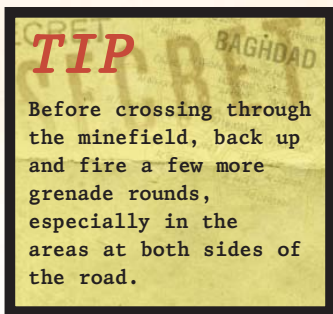 SECRET
BAGHDAD
TIP
Before crossing through
the minefield, back up
and fire a few more
grenade rounds,
especially in the
areas at both sides of
the road.